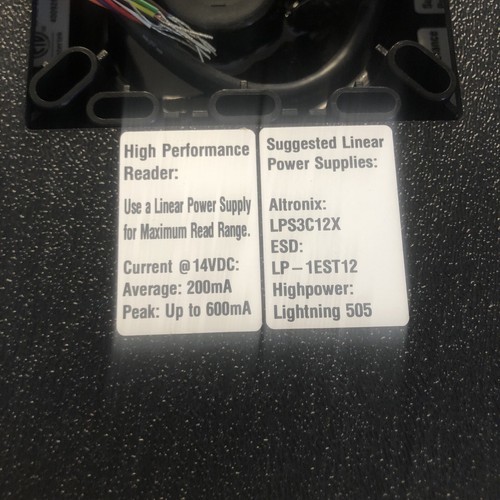 High Performance
Reader:
Use a Linear Power Supply
for Maximum Read Range.
Current @ 14VDC:
Average: 200mA
Peak: Up to 600mA
Suggested Linear
Power Supplies:
Altronix:
LPS3C12X
ESD:
LP – 1EST12
Highpower:
Lightning 505